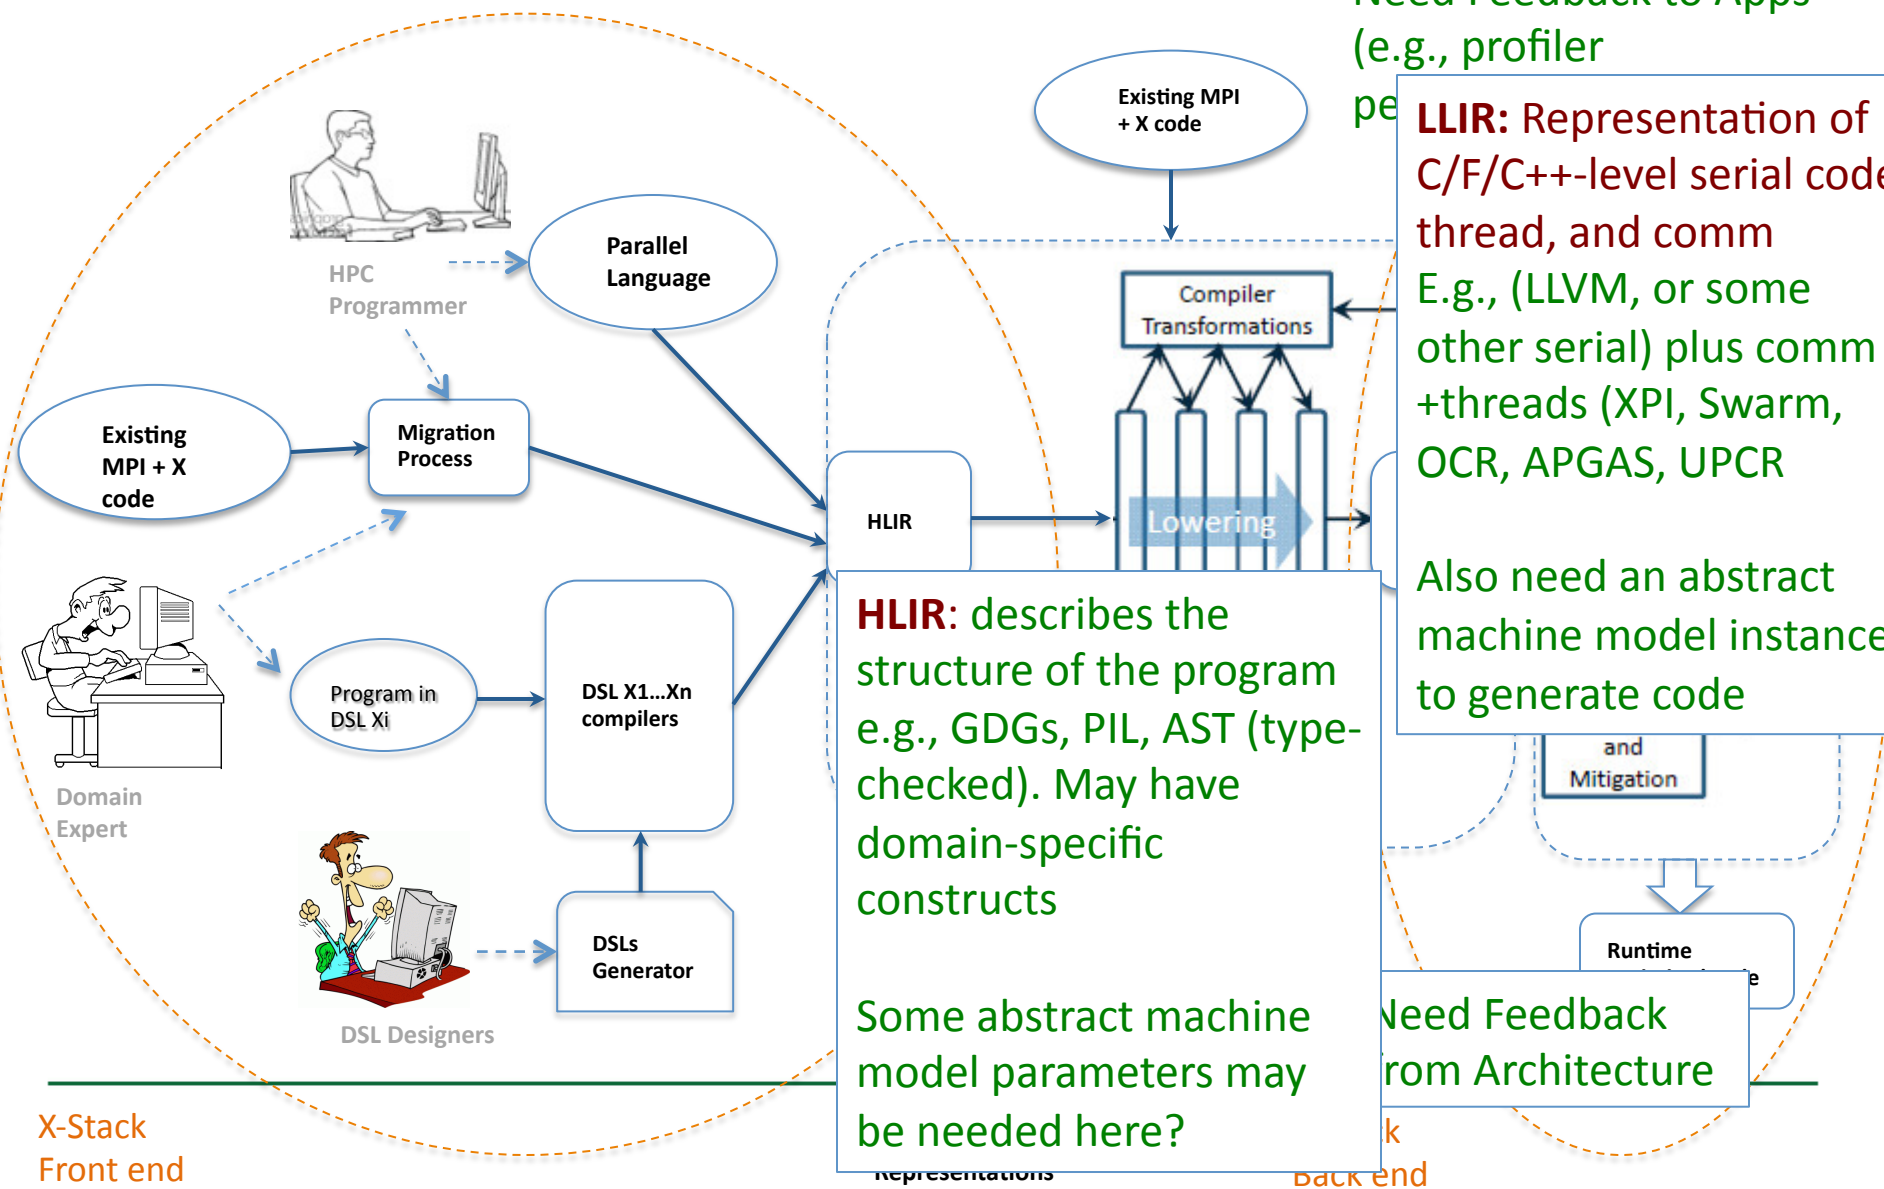 Need Feedback to Apps
(e.g., profiler
Existing MPI
+ X code
LLIR: Representation of
C/F/C++-level serial code
thread, and comm
E.g., (LLVM, or some
other serial) plus comm
+threads (XPI, Swarm,
OCR, APGAS, UPCR
Also need an abstract
machine model instance
to generate code
HPC
Programmer
Parallel
Language
Compiler
Transformations
Existing
MPI + X
code
Migration
Process
HLIR
Lowering
HLIR: describes the
structure of the program
e.g., GDGs, PIL, AST (type-
checked). May have
domain-specific
constructs
Some abstract machine
model parameters may
be needed here?
Program in
DSL Xi
DSL X1...Xn
compilers
Domain
Expert
and
Mitigation
DSLs
Generator
DSL Designers
Runtime
Need Feedback
from Architecture
X-Stack
Front end
Representations
Back end